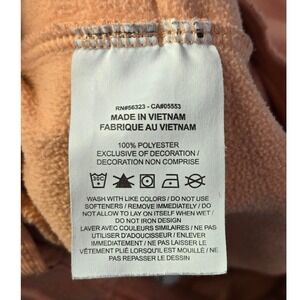 RN#56323 - CA#05553
MADE IN VIETNAM
FABRIQUE AU VIETNAM
100% POLYESTER
EXCLUSIVE OF DECORATION /
DECORATION NON COMPRISE
WASH WITH LIKE COLORS / DO NOT USE
SOFTENERS / REMOVE IMMEDIATELY / DO
NOT ALLOW TO LAY ON ITSELF WHEN WET /
DO NOT IRON DESIGN
LAVER AVEC COULEURS SIMILAIRES / NE PAS
UTILISER D'ADOUCISSEUR / ENLEVER
IMMÉDIATEMENT / NE PAS LAISSER LE
VÊTEMENT PLIÉ LORSQU'IL EST MOUILLÉ / NE
PAS REPASSER LE DESSIN